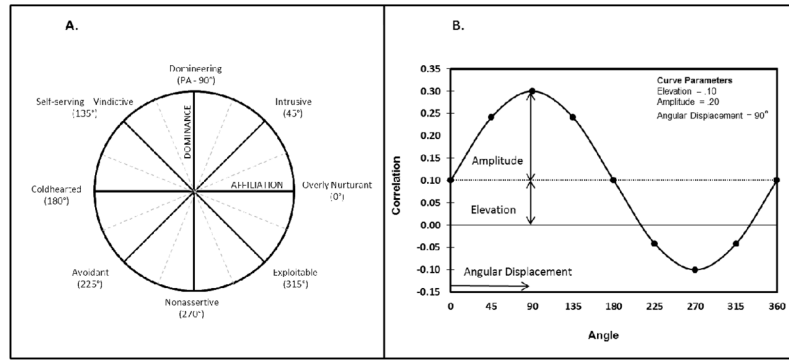 A.
Domineering
(PA - 90°)
Self-serving Vindictive
(135°)
Intrusive
(45°)
DOMINANCE
AFFILIATION
Coldhearted
(180°)
Overly Nurturant
(0°)
Avoidant
(225°)
Exploitable
(315°)
Nonassertive
(270°)
B.
Curve Parameters
Elevation = .10
Amplitude = .20
Angular Displacement = 90°
0.35
0.30
0.25
0.20
0.15
0.10
0.05
0.00
-0.05
-0.10
-0.15
Correlation
Amplitude
Elevation
Angular Displacement
0 45 90 135 180 225 270 315 360
Angle